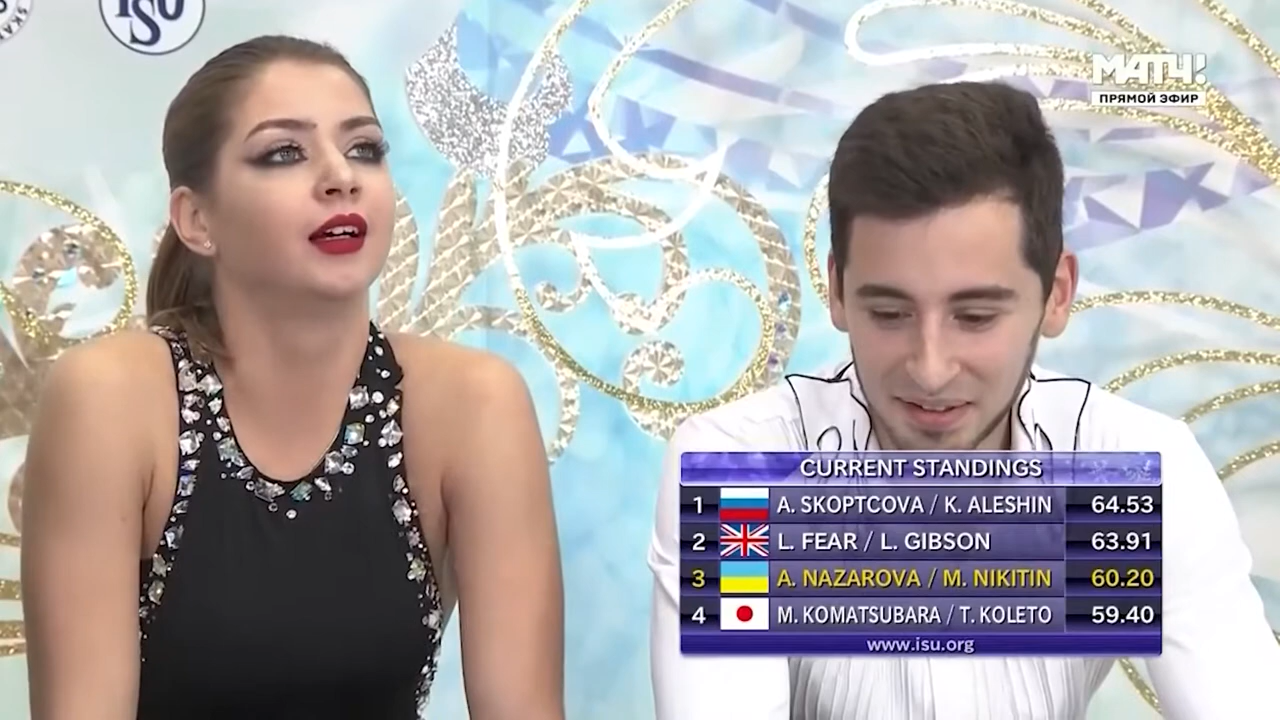 ISU
SKA
МАТЧ!
ПРЯМОЙ ЭФИР
CURRENT STANDINGS
1 A. SKOPTCOVA / K. ALESHIN 64.53
2 L. FEAR / L. GIBSON 63.91
3 A. NAZAROVA / M. NIKITIN 60.20
4 M. KOMATSUBARA / T. KOLETO 59.40
www.isu.org